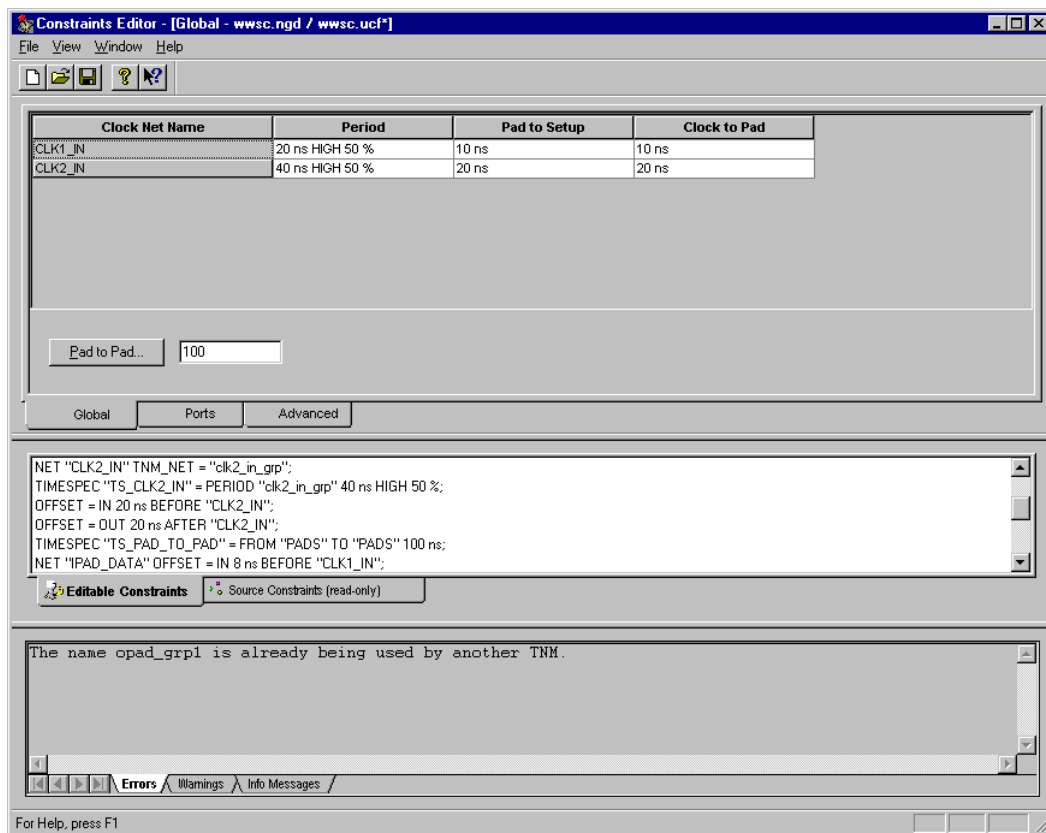 Constraints Editor - [Global - wwsc.ngd / wwsc.ucf*]
File View Window Help
Clock Net Name Period Pad to Setup Clock to Pad
CLK1_IN 20 ns HIGH 50 % 10 ns 10 ns
CLK2_IN 40 ns HIGH 50 % 20 ns 20 ns
Pad to Pad... 100
Global Ports Advanced
NET "CLK2_IN" TNM_NET = "clk2_in_grp";
TIMESPEC "TS_CLK2_IN" = PERIOD "clk2_in_grp" 40 ns HIGH 50 %;
OFFSET = IN 20 ns BEFORE "CLK2_IN";
OFFSET = OUT 20 ns AFTER "CLK2_IN";
TIMESPEC "TS_PAD_TO_PAD" = FROM "PADS" TO "PADS" 100 ns;
NET "IPAD_DATA" OFFSET = IN 8 ns BEFORE "CLK1_IN";
Editable Constraints Source Constraints (read-only)
The name opad_grp1 is already being used by another TNM.
Errors Warnings Info Messages
For Help, press F1